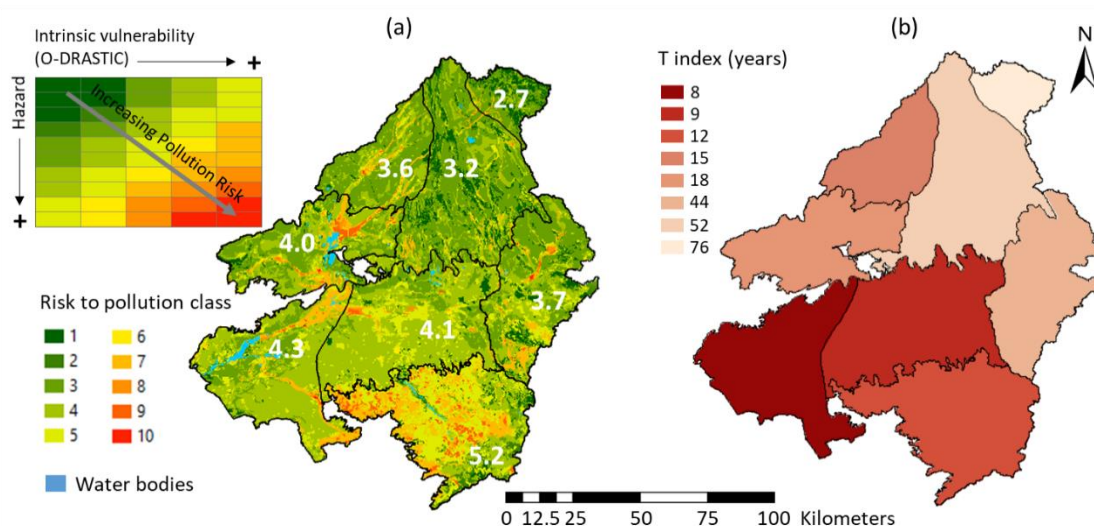 Intrinsic vulnerability
(O-DRASTIC)
+
Hazard
+
Increasing Pollution Risk
(a)
2.7
3.6
3.2
4.0
3.7
4.1
4.3
5.2
Risk to pollution class
1
6
2
7
3
8
4
9
5
10
Water bodies
(b)
N
T index (years)
8
9
12
15
18
44
52
76
0 12.5 25 50 75 100 Kilometers